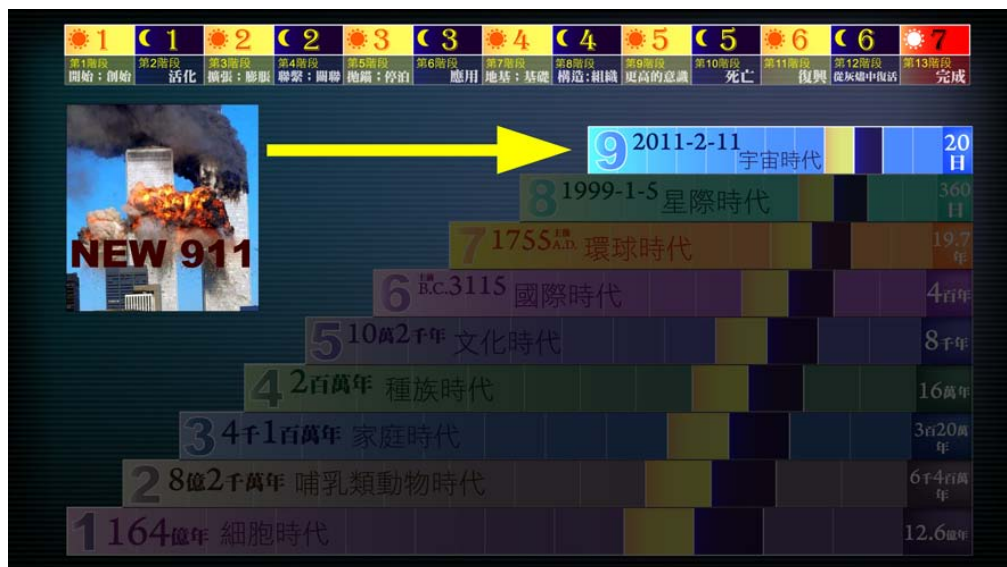 1 1 2 2 3 3 4 4 5 5 6 6 7
第1階段 第2階段 第3階段 第4階段 第5階段 第6階段 第7階段 第8階段 第9階段 第10階段 第11階段 第12階段 第13階段
開始：創始 活化 擴張：膨脹 聯繫：關聯 拋錨：停泊 應用 地基：基礎 構造:組織 更高的意識 死亡 復興 從灰燼中復活 完成
NEW 911
9 2011-2-11 宇宙時代 20日
8 1999-1-5 星際時代 360日
7 1755 A.D. 環球時代 19.7年
6 B.C.3115 國際時代 4百年
5 10萬2千年 文化時代 8千年
4 2百萬年 種族時代 16萬年
3 4千1百萬年 家庭時代 3百20萬年
2 8億2千萬年 哺乳類動物時代 6千4百萬年
1 164億年 細胞時代 12.6億年